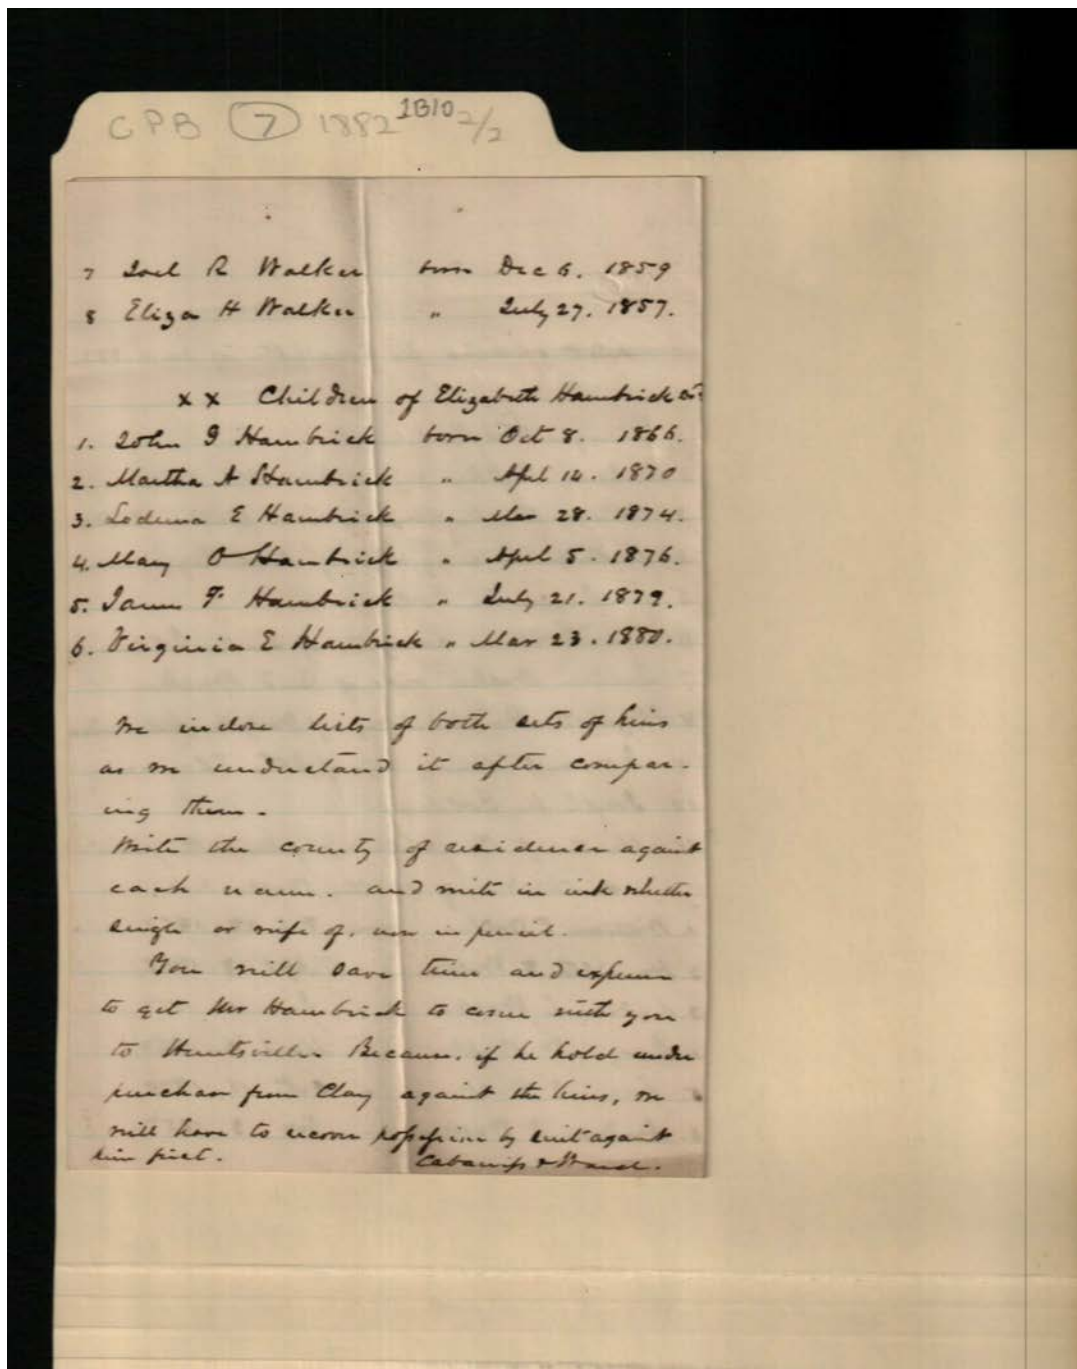 CPB 7 1882 1B10 2/2
7 Joel R Walker born Dec 6. 1859
8 Eliza H Walker " July 27. 1857.
x x Children of Elizabeth Hambrick
1. John I Hambrick born Oct 8. 1866.
2. Martha A Hambrick " Apl 14. 1870
3. Lodema E Hambrick " Mar 28. 1874.
4. Mary O Hambrick " Apl 5. 1876.
5. James F. Hambrick " July 21. 1879.
6. Virginia E Hambrick " Mar 23. 1880.
We inclose lists of both sets of heirs
as we understand it after compar-
ing them.
Write the county of residence against
each name. and write in ink whether
single or wife of. now in pencil.
You will save time and expense
to get Mr Hambrick to come with you
to Huntsville. Because, if he hold under
purchase from Clay against the heirs, we
will have to recover possession by suit against
him first. Cabaniss & Ward.